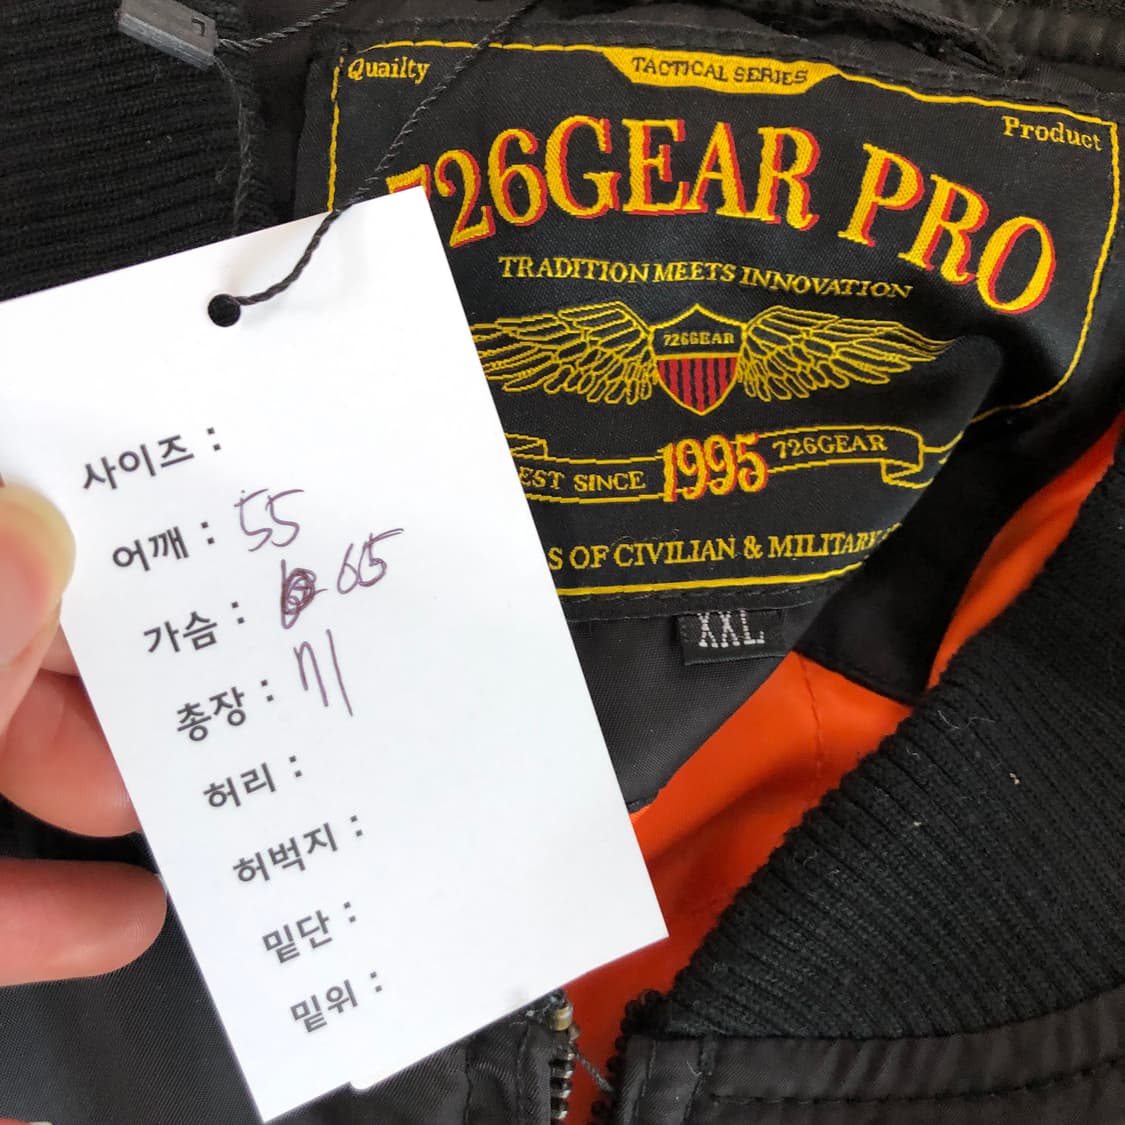 Quailty
TACTICAL SERIES
Product
726GEAR PRO
TRADITION MEETS INNOVATION
726GEAR
EST SINCE 1995 726GEAR
S OF CIVILIAN & MILITARY
XXL
사이즈 :
어깨 : 55
가슴 : 65
총장 : 71
허리 :
허벅지 :
밑단 :
밑위 :